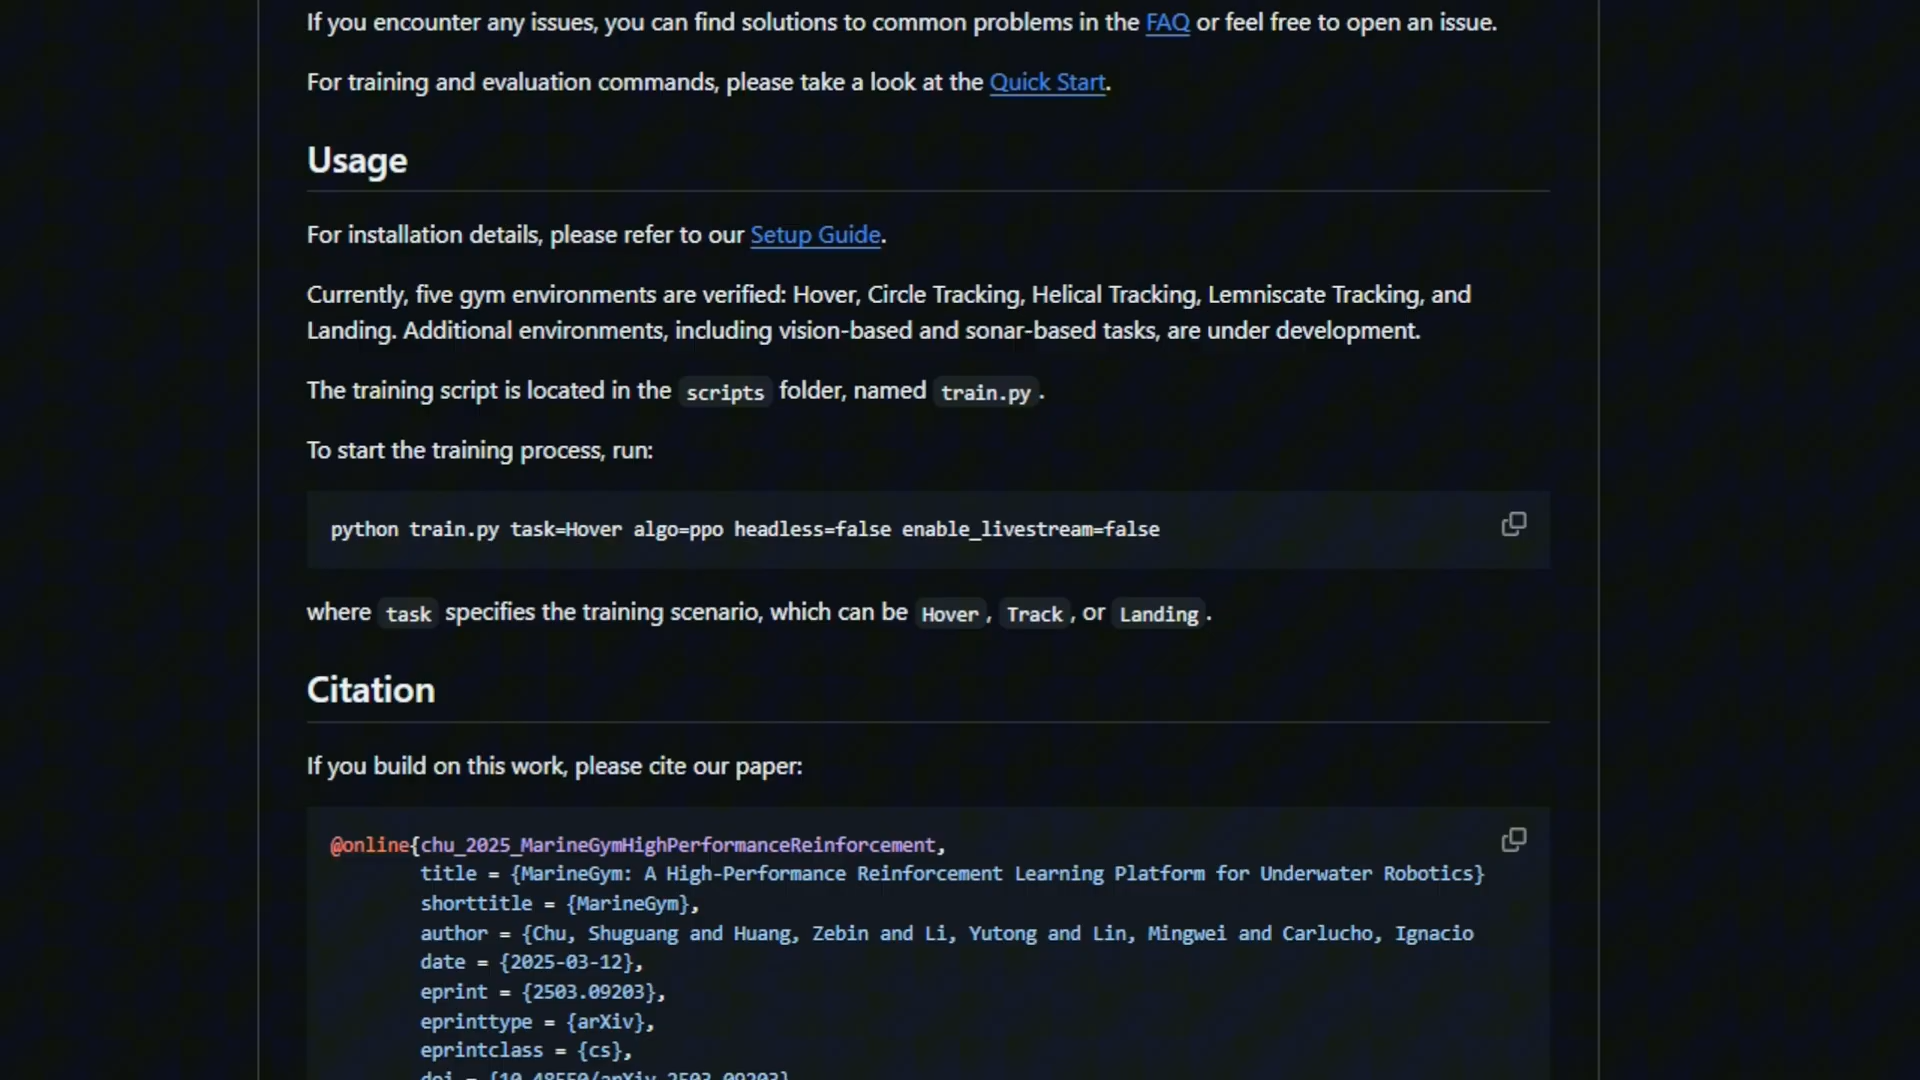 If you encounter any issues, you can find solutions to common problems in the FAQ or feel free to open an issue.
For training and evaluation commands, please take a look at the Quick Start.
Usage
For installation details, please refer to our Setup Guide.
Currently, five gym environments are verified: Hover, Circle Tracking, Helical Tracking, Lemniscate Tracking, and
Landing. Additional environments, including vision-based and sonar-based tasks, are under development.
The training script is located in the scripts folder, named train.py.
To start the training process, run:
python train.py task=Hover algo=ppo headless=false enable_livestream=false
where task specifies the training scenario, which can be Hover, Track, or Landing.
Citation
If you build on this work, please cite our paper:
@online{chu_2025_MarineGymHighPerformanceReinforcement,
title = {MarineGym: A High-Performance Reinforcement Learning Platform for Underwater Robotics}
shorttitle = {MarineGym},
author = {Chu, Shuguang and Huang, Zebin and Li, Yutong and Lin, Mingwei and Carlucho, Ignacio
date = {2025-03-12},
eprint = {2503.09203},
eprinttype = {arXiv},
eprintclass = {cs},
doi = {10.48550/arXiv.2503.09203}